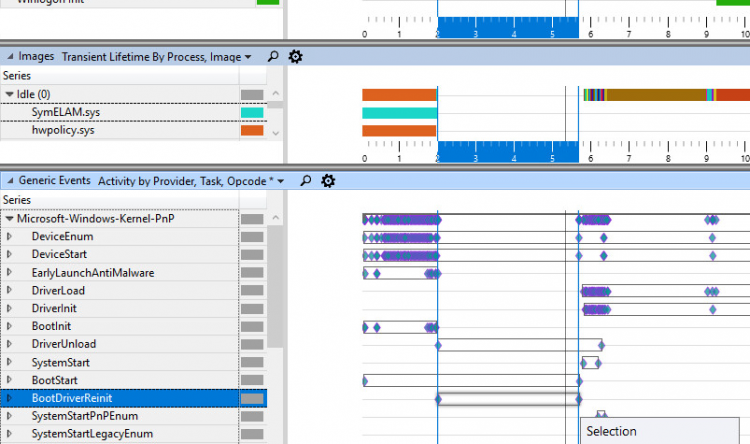 Winlogon Init
0 1 2 3 4 5 6 7 8 9 10
Images Transient Lifetime By Process, Image
Series
Idle (0)
SymELAM.sys
hwpolicy.sys
0 1 2 3 4 5 6 7 8 9 10
Generic Events Activity by Provider, Task, Opcode *
Series
Microsoft-Windows-Kernel-PnP
DeviceEnum
DeviceStart
EarlyLaunchAntiMalware
DriverLoad
DriverInit
BootInit
DriverUnload
SystemStart
BootStart
BootDriverReinit
SystemStartPnPEnum
SystemStartLegacyEnum
Selection